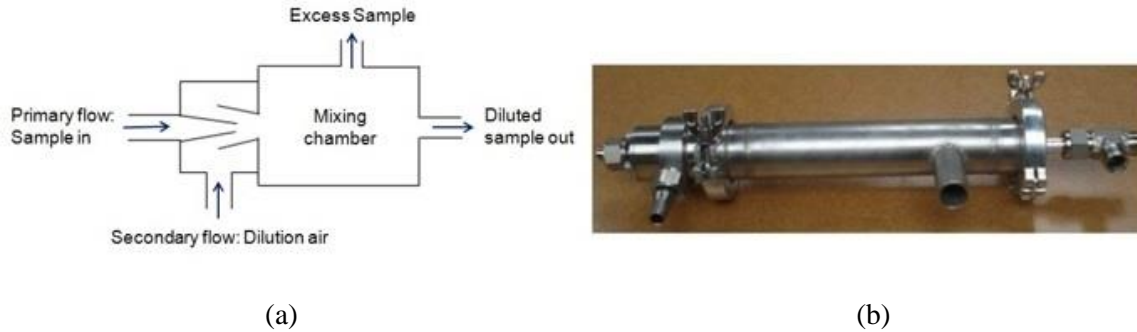 Excess Sample
Primary flow:
Sample in
Mixing
chamber
Diluted
sample out
Secondary flow: Dilution air
(a)
(b)